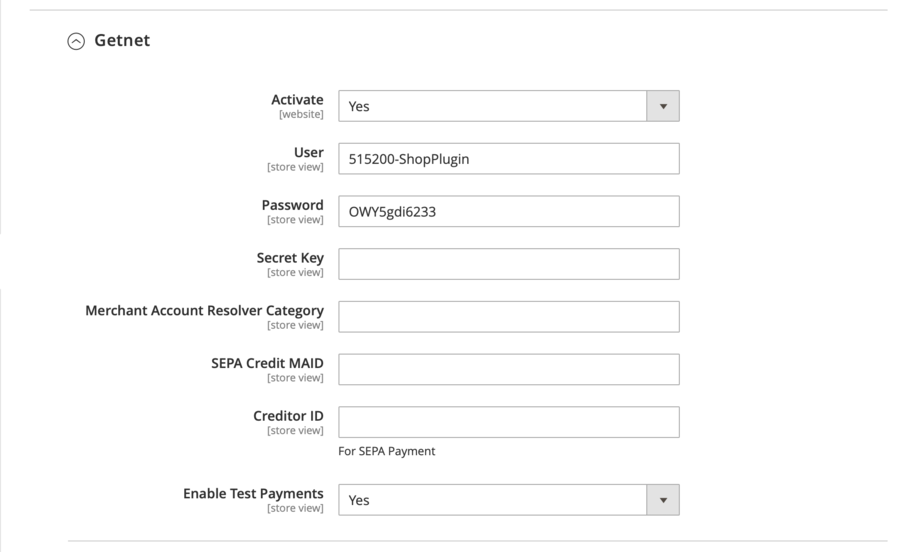 Getnet
Activate
[website]
Yes
User
[store view]
515200-ShopPlugin
Password
[store view]
OWY5gdi6233
Secret Key
[store view]
Merchant Account Resolver Category
[store view]
SEPA Credit MAID
[store view]
Creditor ID
[store view]
For SEPA Payment
Enable Test Payments
[store view]
Yes